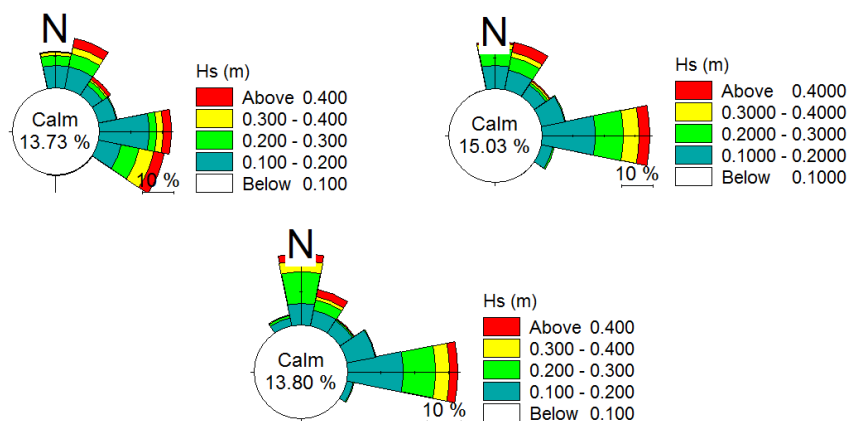 N
Calm
13.73 %
10 %
Hs (m)
Above 0.400
0.300 - 0.400
0.200 - 0.300
0.100 - 0.200
Below 0.100
N
Calm
15.03 %
10 %
Hs (m)
Above 0.4000
0.3000 - 0.4000
0.2000 - 0.3000
0.1000 - 0.2000
Below 0.1000
N
Calm
13.80 %
10 %
Hs (m)
Above 0.400
0.300 - 0.400
0.200 - 0.300
0.100 - 0.200
Below 0.100